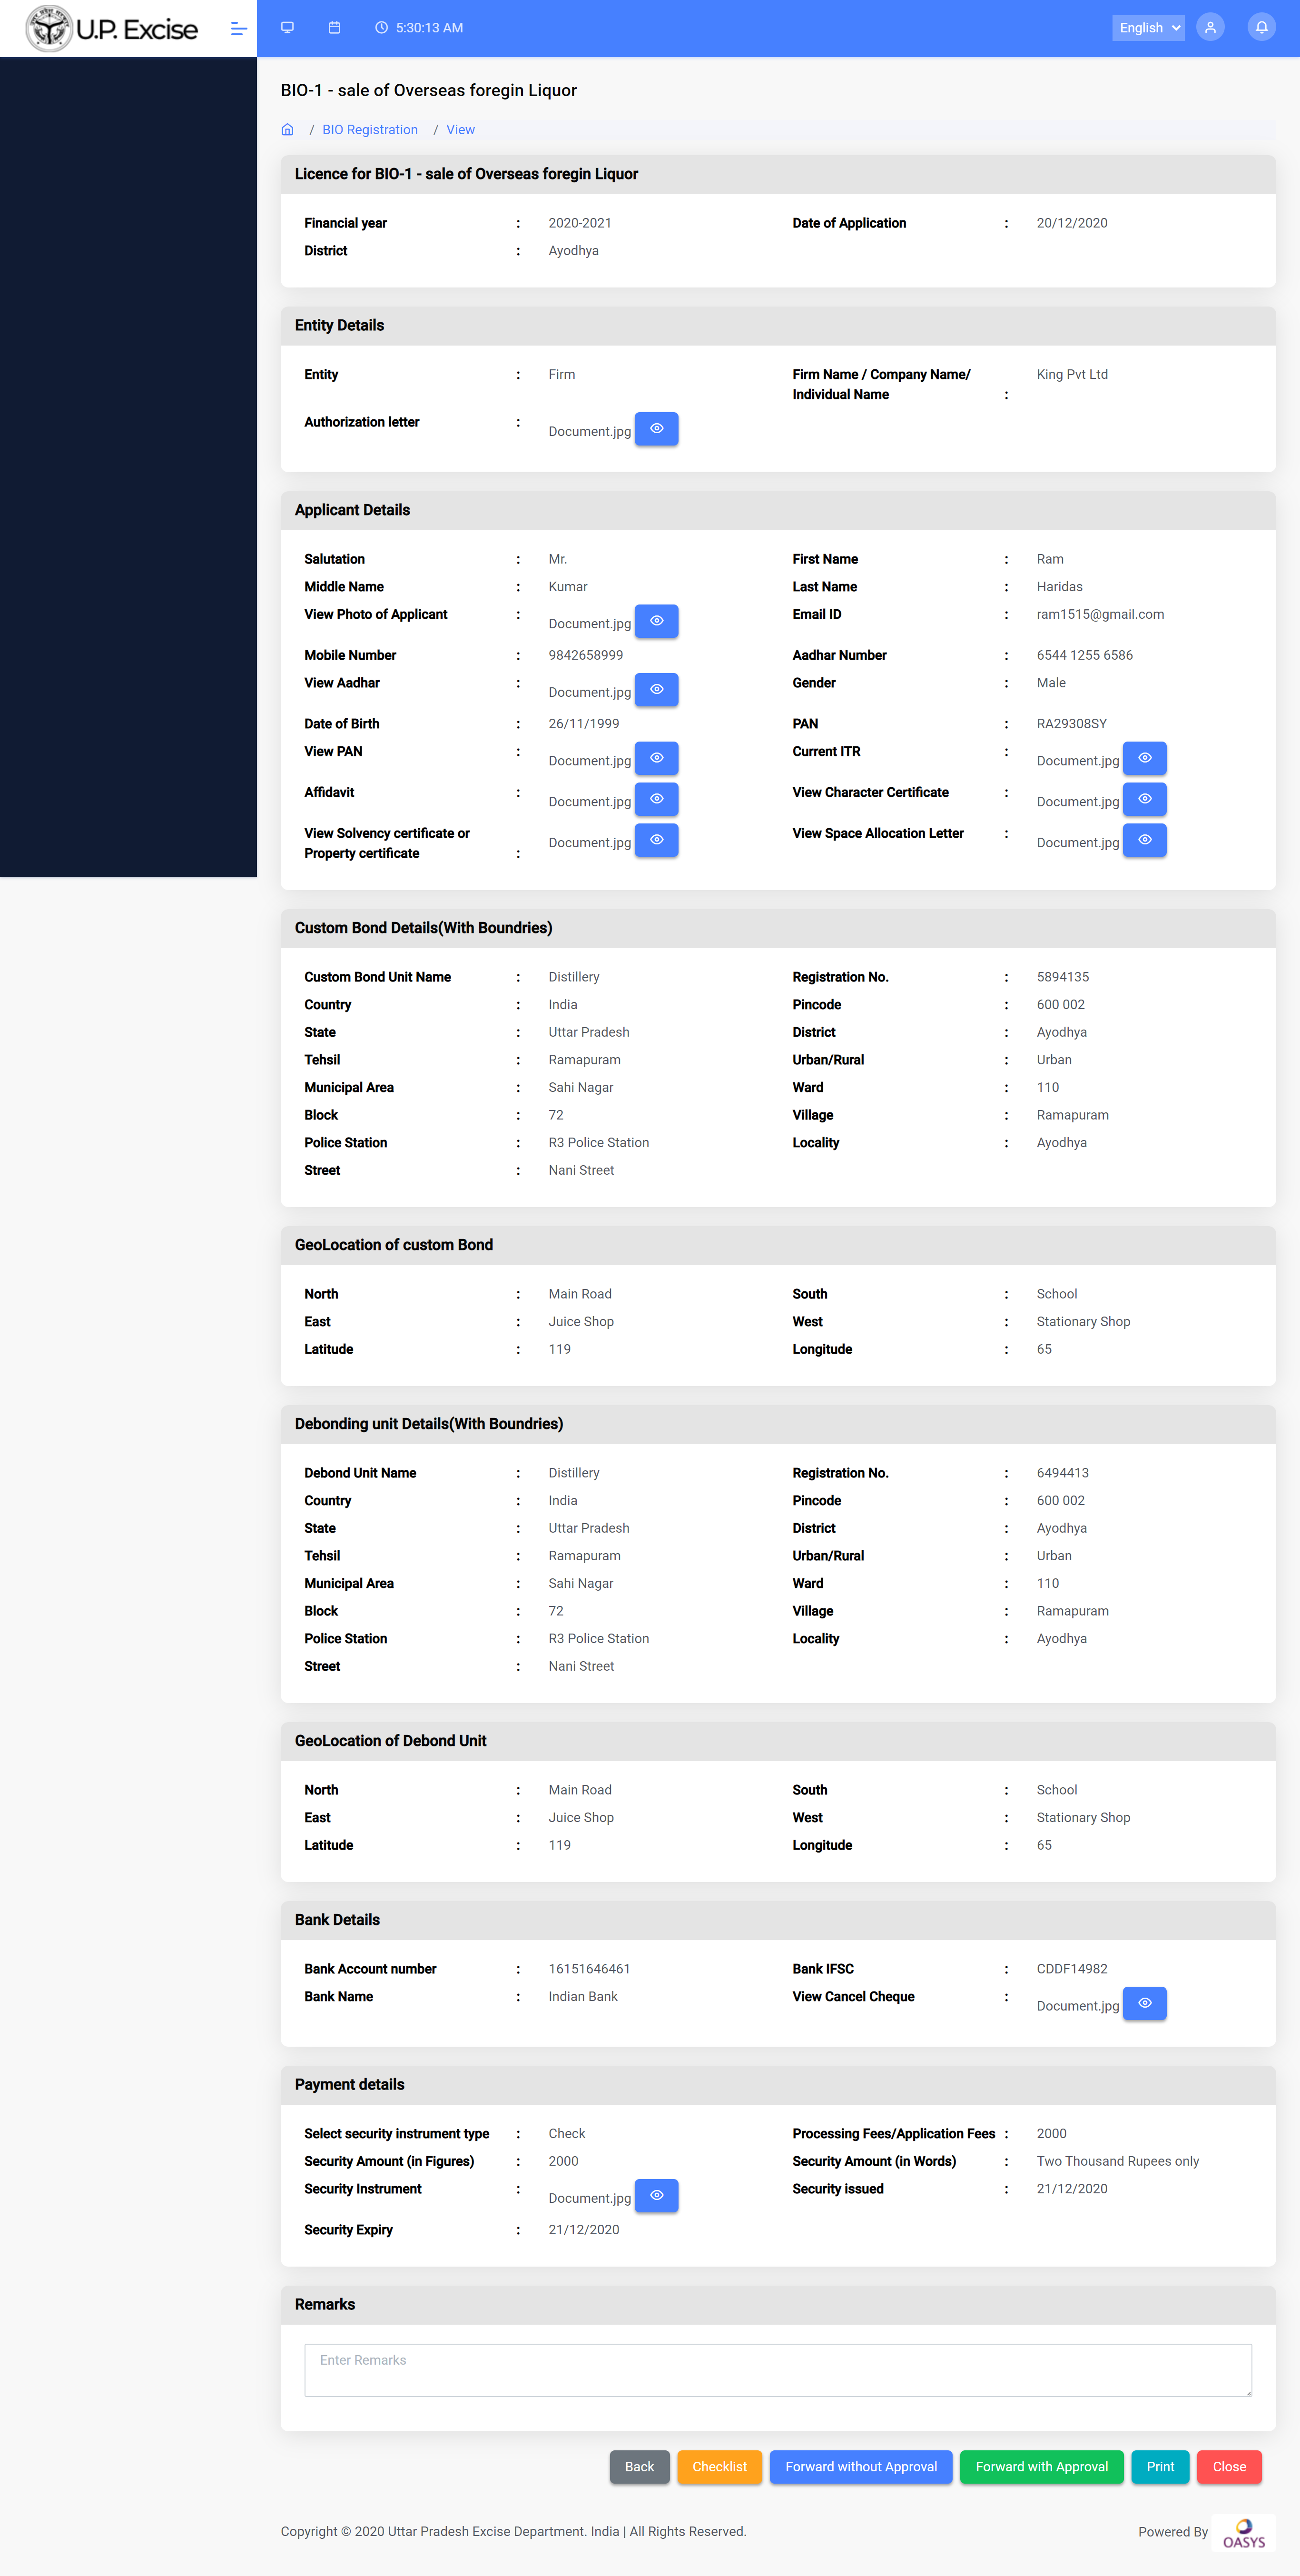 U.P. Excise
5:30:13 AM
English
BIO-1 - sale of Overseas foregin Liquor
/ BIO Registration / View
Licence for BIO-1 - sale of Overseas foregin Liquor
Financial year : 2020-2021 Date of Application : 20/12/2020
District : Ayodhya
Entity Details
Entity : Firm Firm Name / Company Name/ King Pvt Ltd
Individual Name :
Authorization letter : Document.jpg
Applicant Details
Salutation : Mr. First Name : Ram
Middle Name : Kumar Last Name : Haridas
View Photo of Applicant : Document.jpg Email ID : ram1515@gmail.com
Mobile Number : 9842658999 Aadhar Number : 6544 1255 6586
View Aadhar : Document.jpg Gender : Male
Date of Birth : 26/11/1999 PAN : RA29308SY
View PAN : Document.jpg Current ITR : Document.jpg
Affidavit : Document.jpg View Character Certificate : Document.jpg
View Solvency certificate or Document.jpg View Space Allocation Letter : Document.jpg
Property certificate :
Custom Bond Details(With Boundries)
Custom Bond Unit Name : Distillery Registration No. : 5894135
Country : India Pincode : 600 002
State : Uttar Pradesh District : Ayodhya
Tehsil : Ramapuram Urban/Rural : Urban
Municipal Area : Sahi Nagar Ward : 110
Block : 72 Village : Ramapuram
Police Station : R3 Police Station Locality : Ayodhya
Street : Nani Street
GeoLocation of custom Bond
North : Main Road South : School
East : Juice Shop West : Stationary Shop
Latitude : 119 Longitude : 65
Debonding unit Details(With Boundries)
Debond Unit Name : Distillery Registration No. : 6494413
Country : India Pincode : 600 002
State : Uttar Pradesh District : Ayodhya
Tehsil : Ramapuram Urban/Rural : Urban
Municipal Area : Sahi Nagar Ward : 110
Block : 72 Village : Ramapuram
Police Station : R3 Police Station Locality : Ayodhya
Street : Nani Street
GeoLocation of Debond Unit
North : Main Road South : School
East : Juice Shop West : Stationary Shop
Latitude : 119 Longitude : 65
Bank Details
Bank Account number : 16151646461 Bank IFSC : CDDF14982
Bank Name : Indian Bank View Cancel Cheque : Document.jpg
Payment details
Select security instrument type : Check Processing Fees/Application Fees : 2000
Security Amount (in Figures) : 2000 Security Amount (in Words) : Two Thousand Rupees only
Security Instrument : Document.jpg Security issued : 21/12/2020
Security Expiry : 21/12/2020
Remarks
Enter Remarks
Back Checklist Forward without Approval Forward with Approval Print Close
Copyright © 2020 Uttar Pradesh Excise Department. India | All Rights Reserved. Powered By OASYS